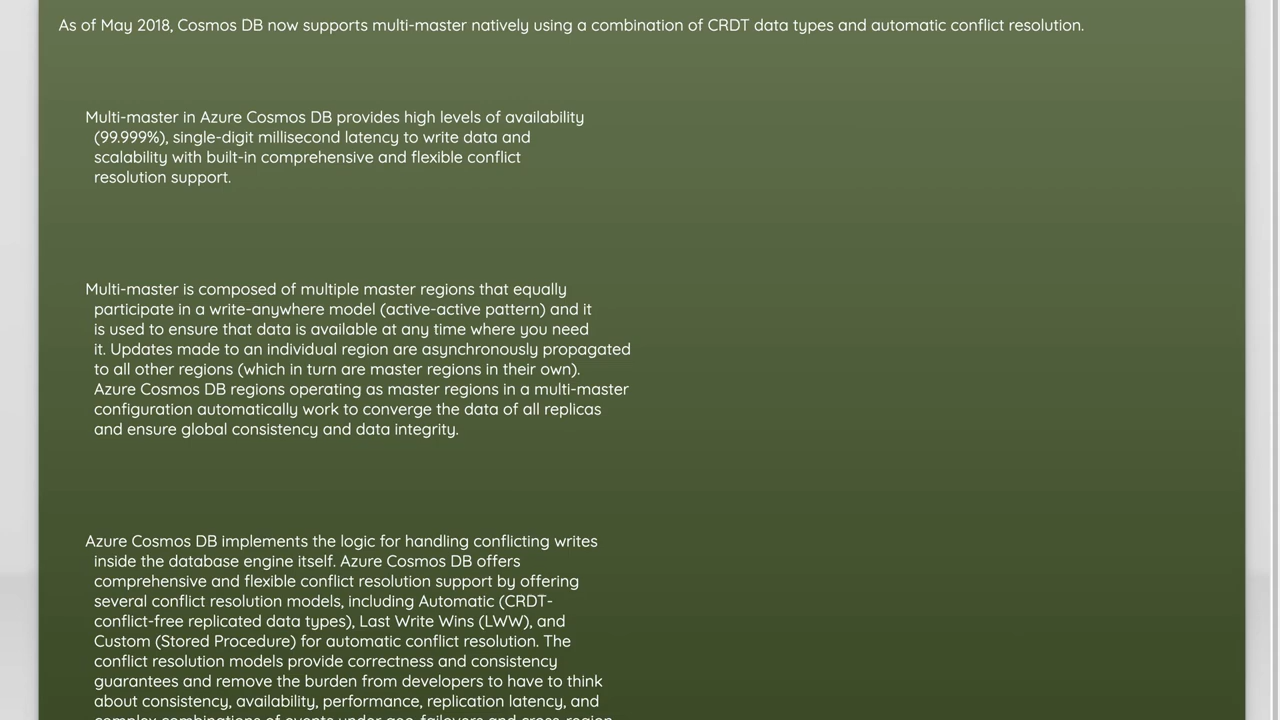 As of May 2018, Cosmos DB now supports multi-master natively using a combination of CRDT data types and automatic conflict resolution.
Multi-master in Azure Cosmos DB provides high levels of availability
(99.999%), single-digit millisecond latency to write data and
scalability with built-in comprehensive and flexible conflict
resolution support.
Multi-master is composed of multiple master regions that equally
participate in a write-anywhere model (active-active pattern) and it
is used to ensure that data is available at any time where you need
it. Updates made to an individual region are asynchronously propagated
to all other regions (which in turn are master regions in their own).
Azure Cosmos DB regions operating as master regions in a multi-master
configuration automatically work to converge the data of all replicas
and ensure global consistency and data integrity.
Azure Cosmos DB implements the logic for handling conflicting writes
inside the database engine itself. Azure Cosmos DB offers
comprehensive and flexible conflict resolution support by offering
several conflict resolution models, including Automatic (CRDT-
conflict-free replicated data types), Last Write Wins (LWW), and
Custom (Stored Procedure) for automatic conflict resolution. The
conflict resolution models provide correctness and consistency
guarantees and remove the burden from developers to have to think
about consistency, availability, performance, replication latency, and
complex combinations of events under geo-failovers and cross-region